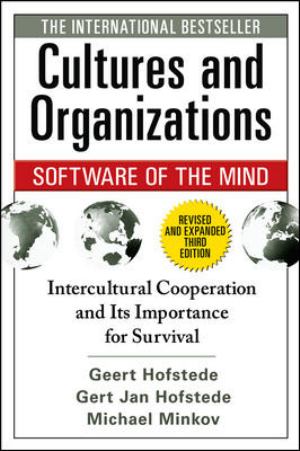 THE INTERNATIONAL BESTSELLER
Cultures and
Organizations
SOFTWARE OF THE MIND
REVISED
AND EXPANDED
THIRD
EDITION
Intercultural Cooperation
and Its Importance
for Survival
Geert Hofstede
Gert Jan Hofstede
Michael Minkov